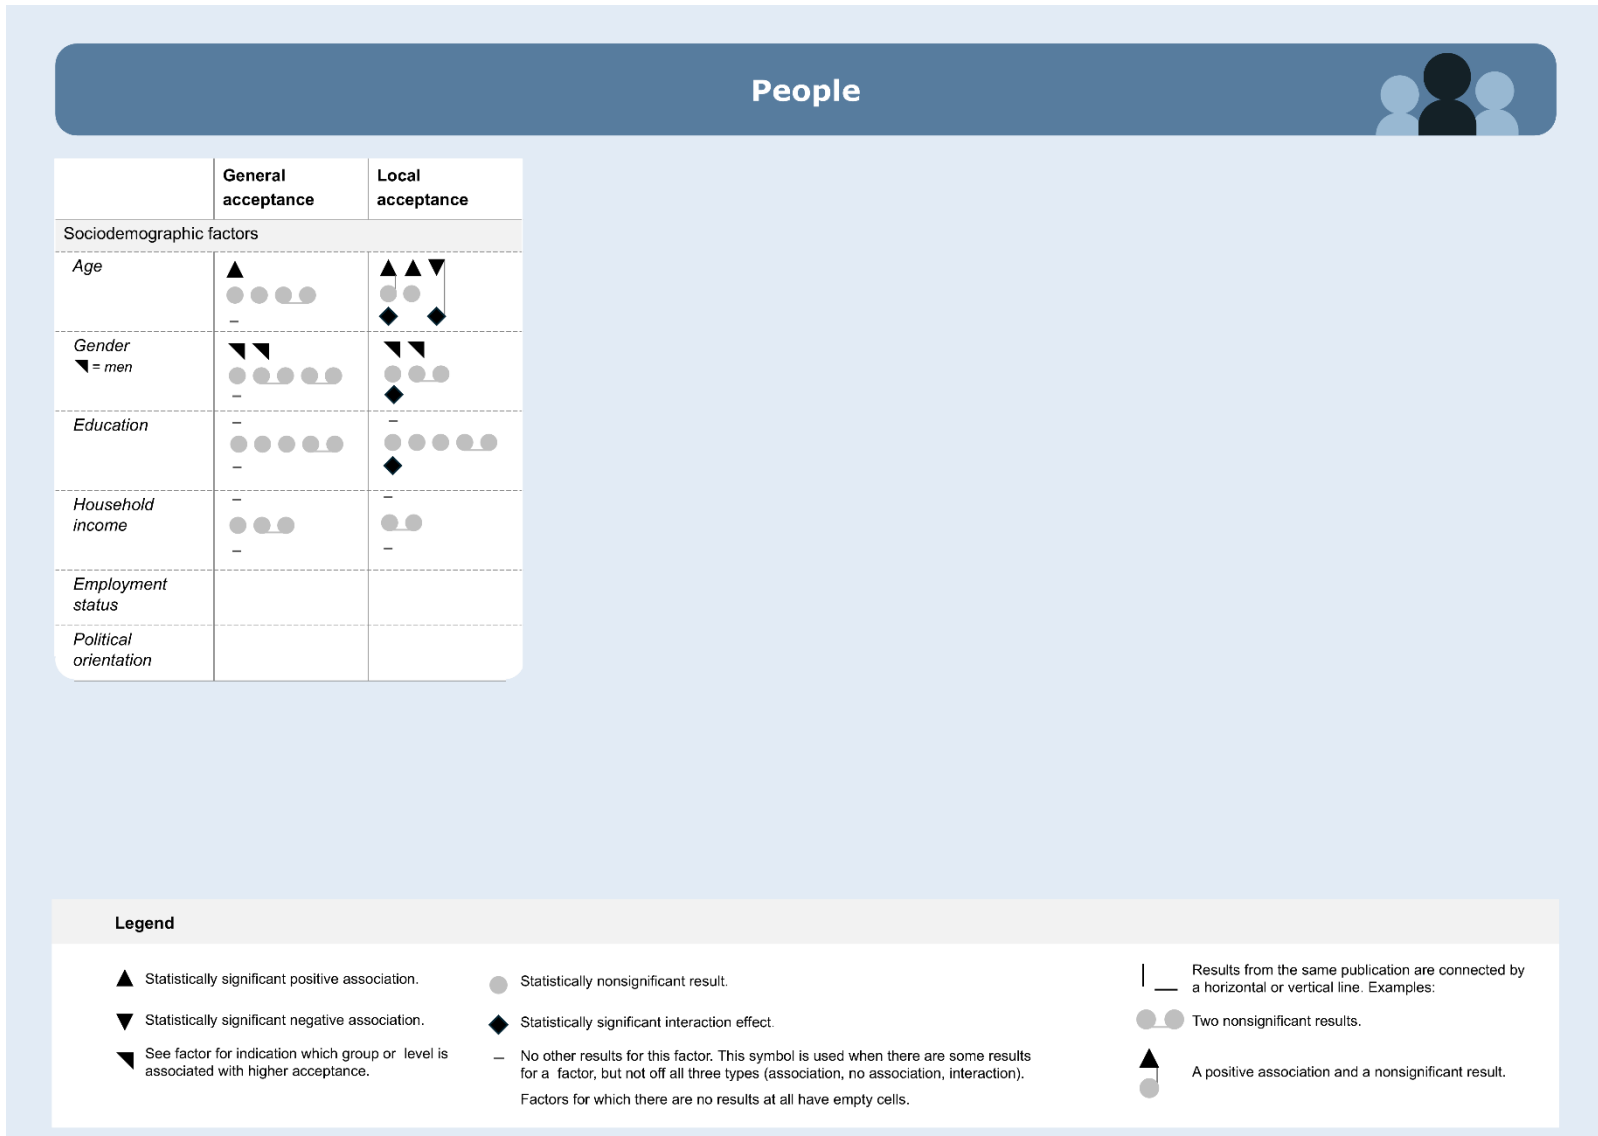 People
General
acceptance
Local
acceptance
Sociodemographic factors
Age
–
Gender
= men
–
Education
–
–
–
Household
income
–
–
–
–
Employment
status
Political
orientation
Legend
Statistically significant positive association.
Statistically significant negative association.
See factor for indication which group or level is
associated with higher acceptance.
Statistically nonsignificant result.
Statistically significant interaction effect.
– No other results for this factor. This symbol is used when there are some results
for a factor, but not off all three types (association, no association, interaction).
Factors for which there are no results at all have empty cells.
Results from the same publication are connected by
a horizontal or vertical line. Examples:
Two nonsignificant results.
A positive association and a nonsignificant result.